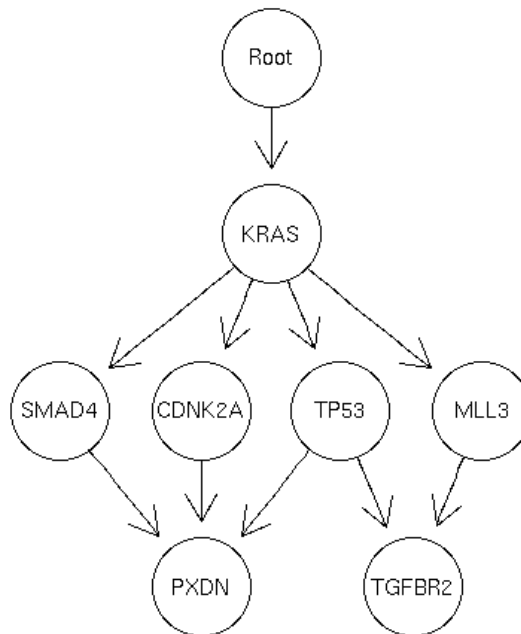 Root
KRAS
SMAD4
CDNK2A
TP53
MLL3
PXDN
TGFBR2